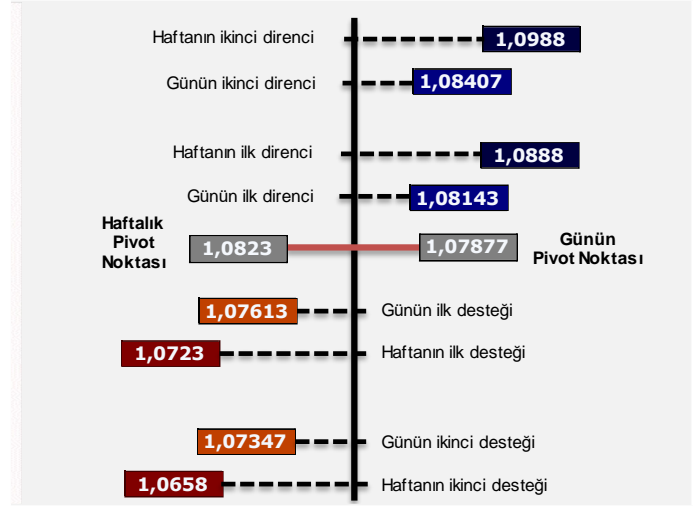 Haftanın ikinci direnci
1,0988
Günün ikinci direnci
1,08407
Haftanın ilk direnci
1,0888
Günün ilk direnci
1,08143
Haftalık
Pivot
Noktası
1,0823
1,07877
Günün
Pivot Noktası
1,07613
Günün ilk desteği
1,0723
Haftanın ilk desteği
1,07347
Günün ikinci desteği
1,0658
Haftanın ikinci desteği